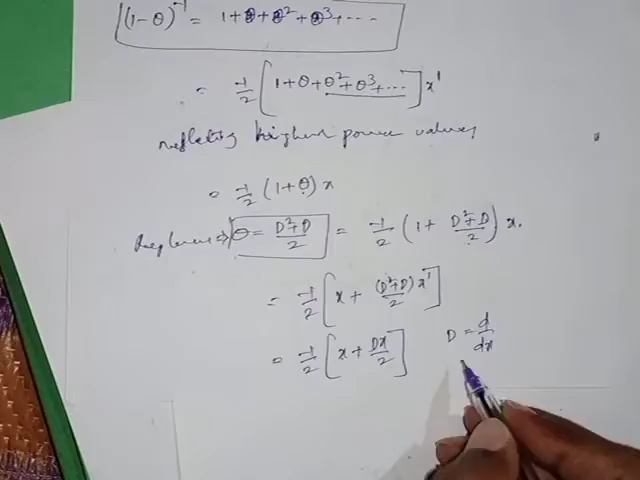 (1-θ)⁻¹ = 1+θ+θ²+θ³+----
= -1/2 [1+θ+θ²+θ³+---] x¹
neglecting highest power values
= -1/2 (1+θ) x
Replace ⇒ θ = D²+D/2 = -1/2 (1 + D²+D/2) x.
= -1/2 [x + (D²+D)/2 x¹]
= -1/2 [x + Dx/2] D = d/dx